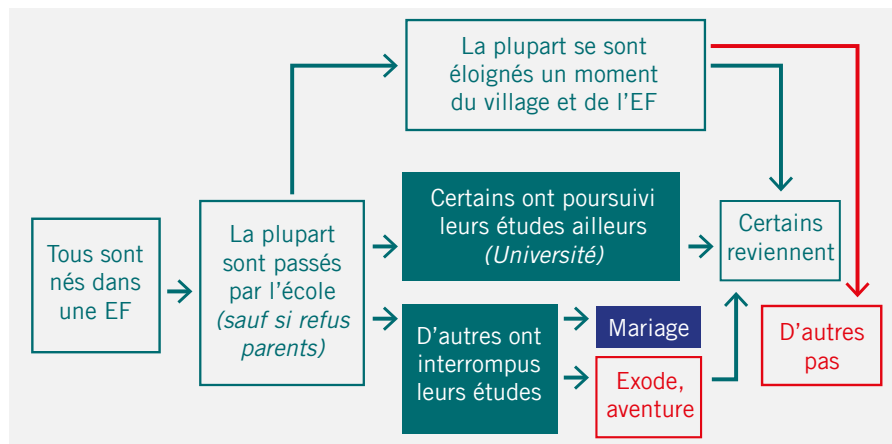 Tous sont
nés dans
une EF
La plupart
sont passés
par l'école
(sauf si refus
parents)
La plupart se sont
éloignés un moment
du village et de l'EF
Certains ont poursuivi
leurs études ailleurs
(Université)
D'autres ont
interrompus
leurs études
Mariage
Exode,
aventure
Certains
reviennent
D'autres
pas